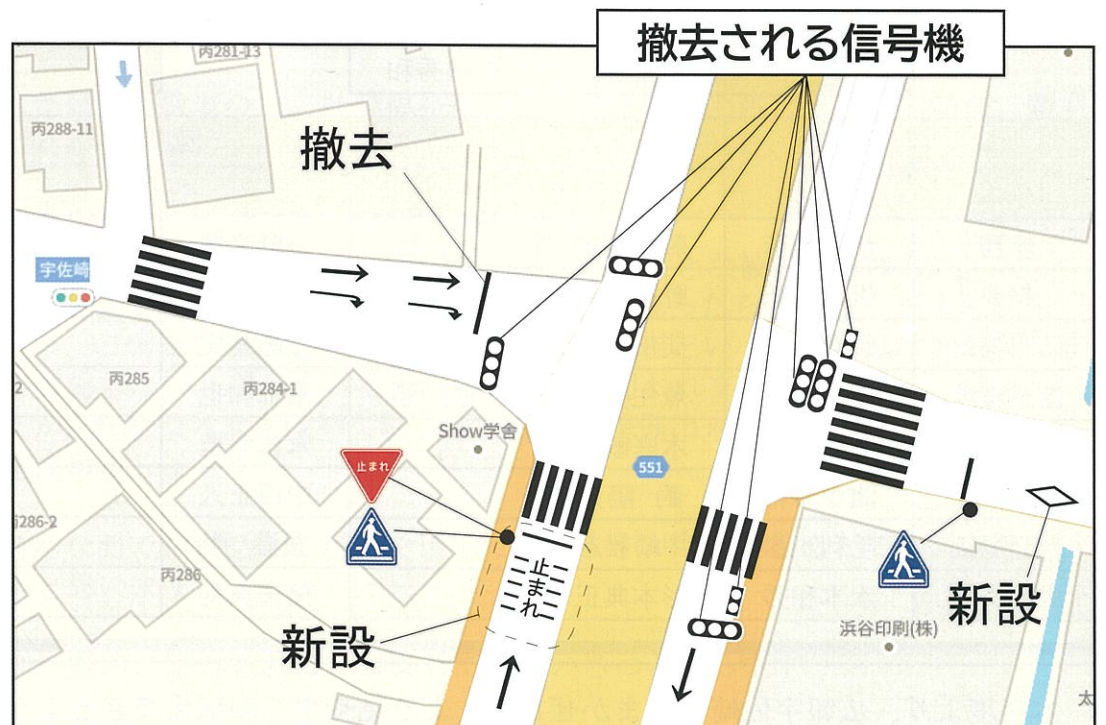 撤去される信号機
丙281-13
丙288-11
撤去
宇佐崎
丙285
丙284-1
Show学舎
止まれ
551
丙286-2
丙286
止まれ
新設
新設
浜谷印刷(株)
太